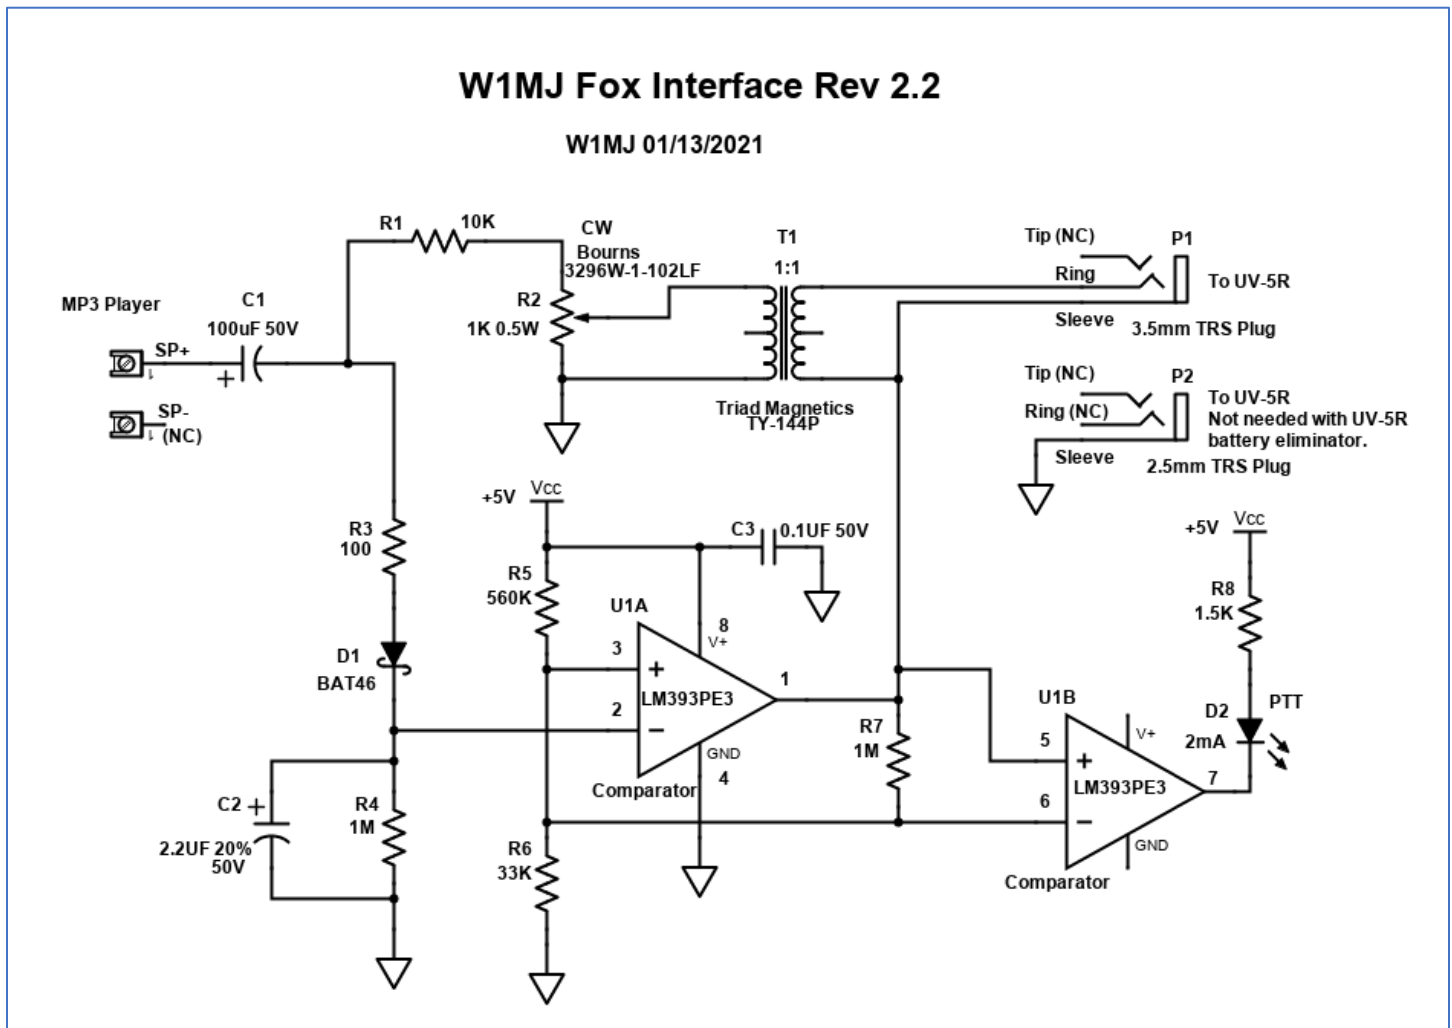 W1MJ Fox Interface Rev 2.2
W1MJ 01/13/2021
R1
10K
CW
Bourns
3296W-1-102LF
R2
1K 0.5W
T1
1:1
Triad Magnetics
TY-144P
Tip (NC)
P1
Ring
To UV-5R
Sleeve
3.5mm TRS Plug
MP3 Player
C1
100uF 50V
SP+
1
+
SP-
1
(NC)
Tip (NC)
P2
To UV-5R
Ring (NC)
Not needed with UV-5R
battery eliminator.
Sleeve
2.5mm TRS Plug
R3
100
D1
BAT46
C2
+
2.2UF 20%
50V
R4
1M
+5V
Vcc
C3
0.1UF 50V
R5
560K
U1A
8
V+
3
+
LM393PE3
1
2
−
GND
4
Comparator
R6
33K
R7
1M
+5V
Vcc
R8
1.5K
D2
PTT
2mA
U1B
V+
5
+
LM393PE3
7
6
−
GND
Comparator